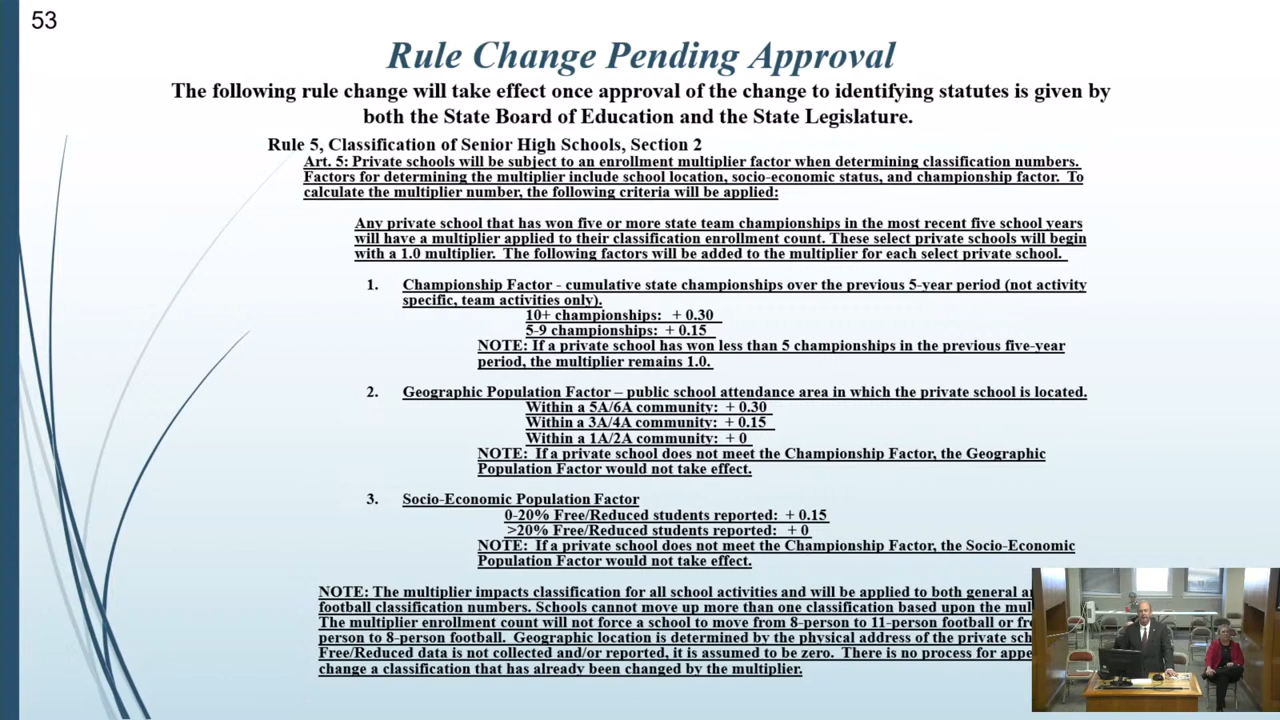 53
Rule Change Pending Approval
The following rule change will take effect once approval of the change to identifying statutes is given by
both the State Board of Education and the State Legislature.
Rule 5, Classification of Senior High Schools, Section 2
Art. 5: Private schools will be subject to an enrollment multiplier factor when determining classification numbers.
Factors for determining the multiplier include school location, socio-economic status, and championship factor. To
calculate the multiplier number, the following criteria will be applied:
Any private school that has won five or more state team championships in the most recent five school years
will have a multiplier applied to their classification enrollment count. These select private schools will begin
with a 1.0 multiplier. The following factors will be added to the multiplier for each select private school.
1. Championship Factor - cumulative state championships over the previous 5-year period (not activity
specific, team activities only).
10+ championships: + 0.30
5-9 championships: + 0.15
NOTE: If a private school has won less than 5 championships in the previous five-year
period, the multiplier remains 1.0.
2. Geographic Population Factor – public school attendance area in which the private school is located.
Within a 5A/6A community: + 0.30
Within a 3A/4A community: + 0.15
Within a 1A/2A community: + 0
NOTE: If a private school does not meet the Championship Factor, the Geographic
Population Factor would not take effect.
3. Socio-Economic Population Factor
0-20% Free/Reduced students reported: + 0.15
>20% Free/Reduced students reported: + 0
NOTE: If a private school does not meet the Championship Factor, the Socio-Economic
Population Factor would not take effect.
NOTE: The multiplier impacts classification for all school activities and will be applied to both general
football classification numbers. Schools cannot move up more than one classification based upon the
The multiplier enrollment count will not force a school to move from 8-person to 11-person football or
person to 8-person football. Geographic location is determined by the physical address of the private
Free/Reduced data is not collected and/or reported, it is assumed to be zero. There is no process for
change a classification that has already been changed by the multiplier.